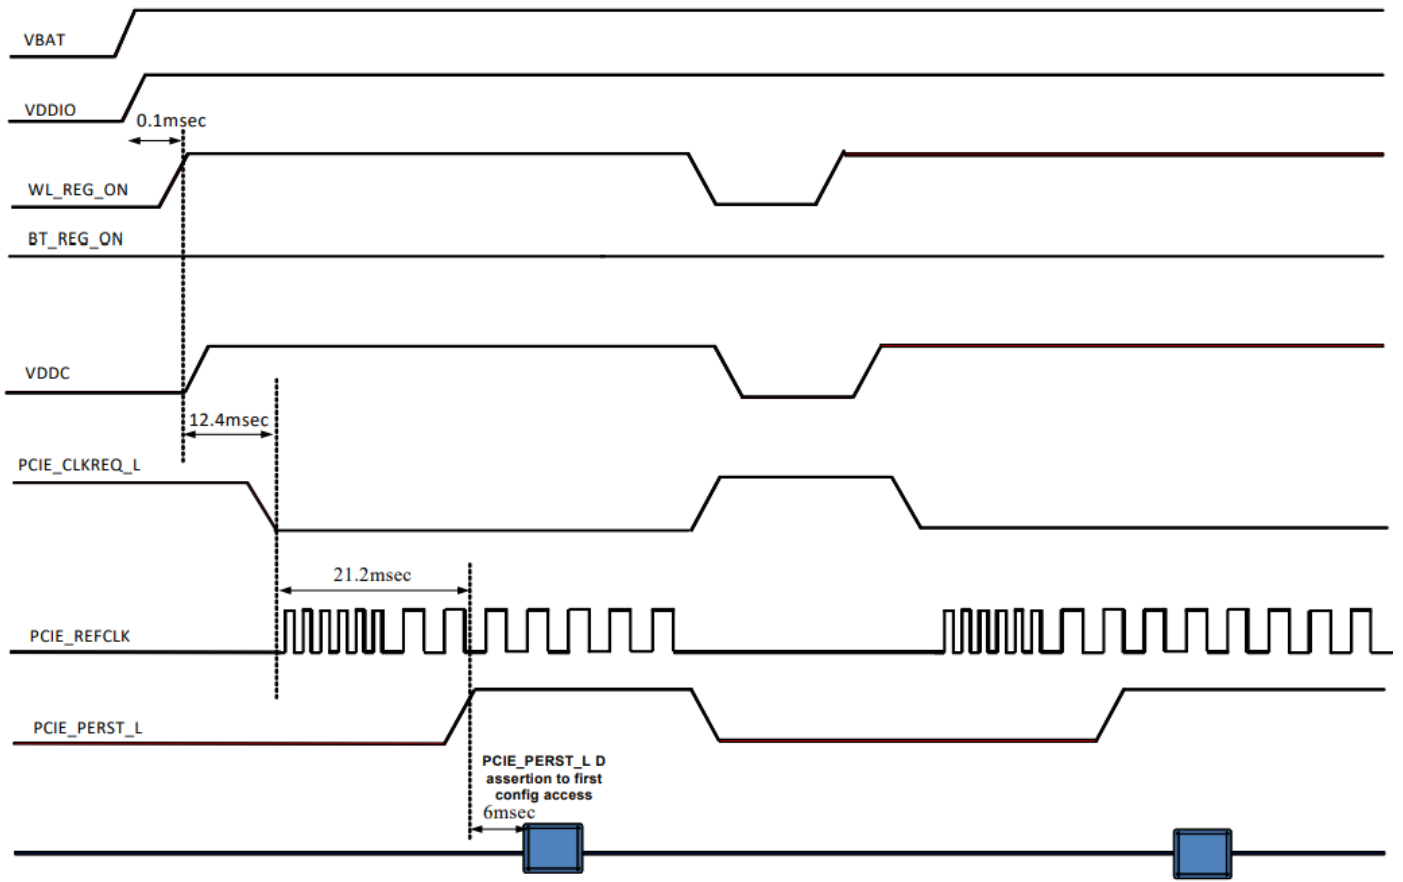 VBAT
VDDIO
0.1msec
WL_REG_ON
BT_REG_ON
VDDC
12.4msec
PCIE_CLKREQ_L
21.2msec
PCIE_REFCLK
PCIE_PERST_L
PCIE_PERST_L D
assertion to first
config access
6msec